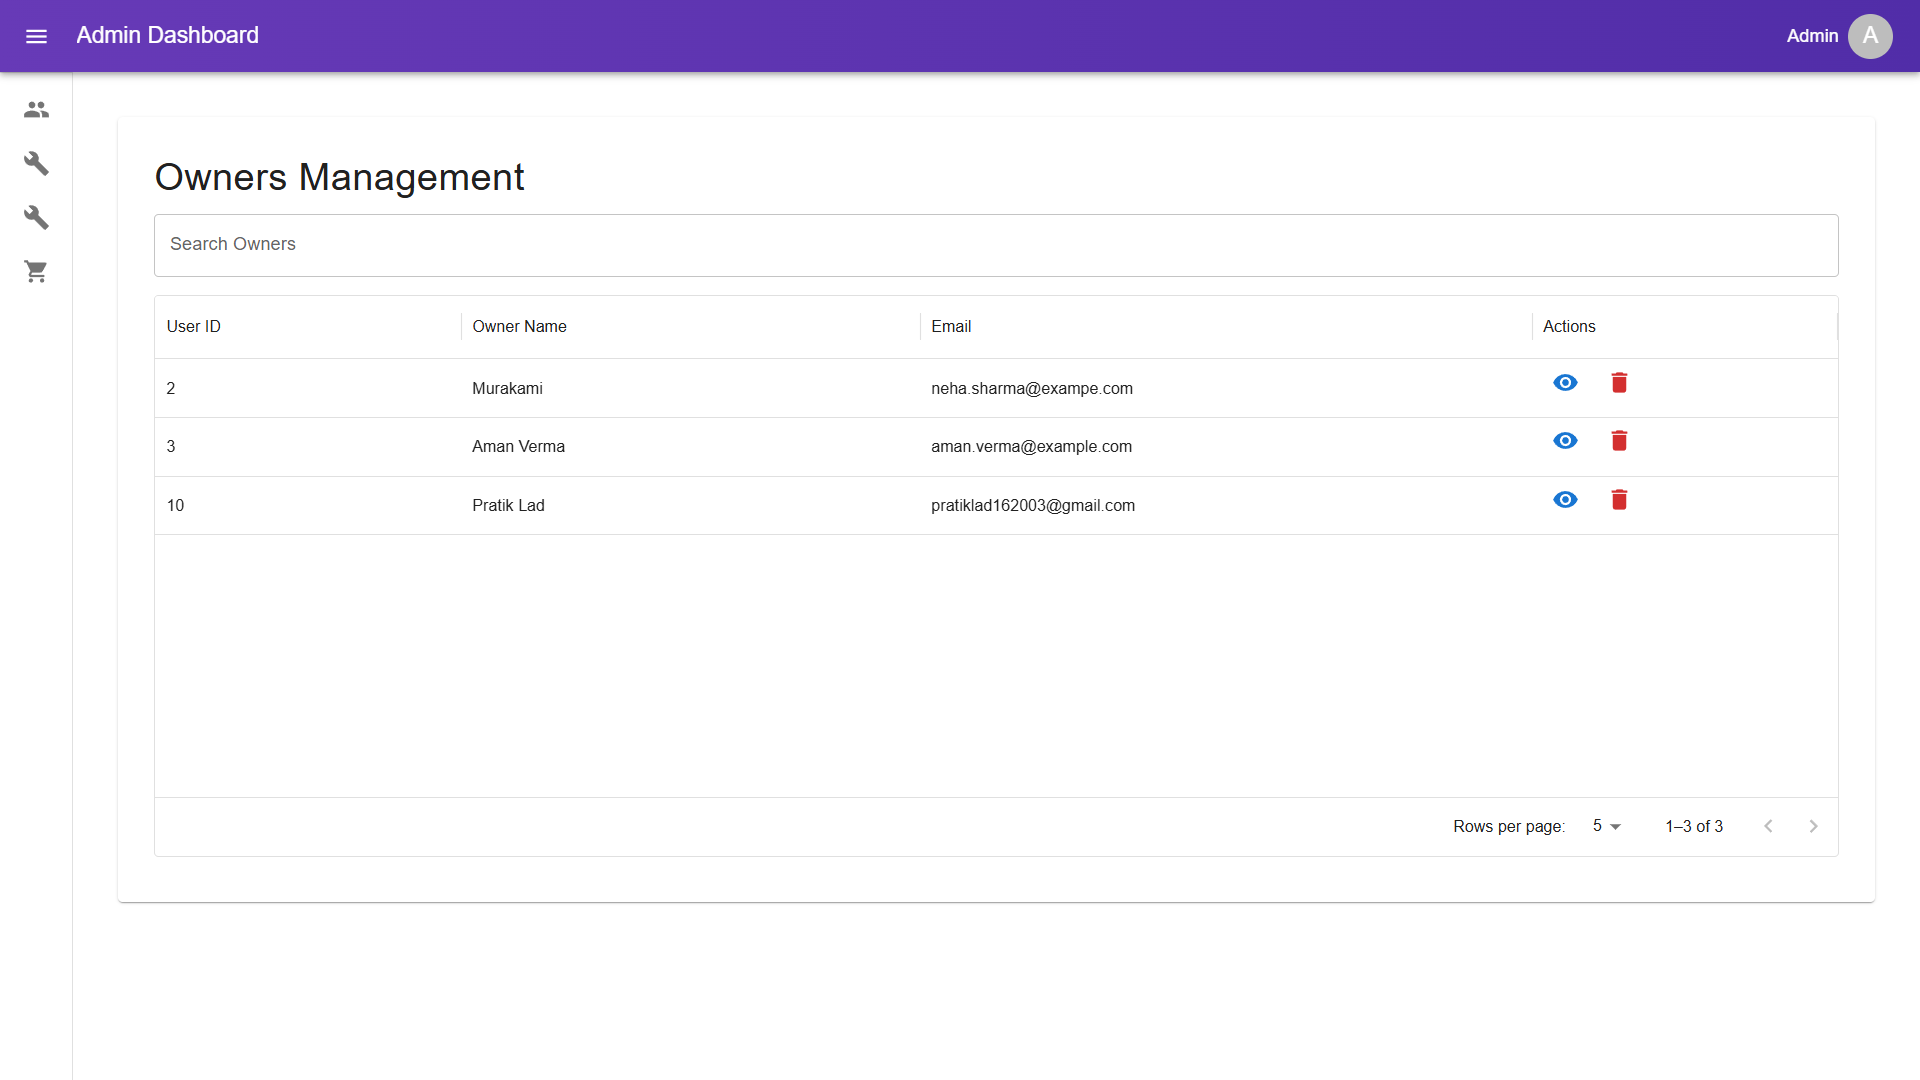 Admin Dashboard
Admin A
Owners Management
Search Owners
User ID Owner Name Email Actions
2 Murakami neha.sharma@exampe.com
3 Aman Verma aman.verma@example.com
10 Pratik Lad pratiklad162003@gmail.com
Rows per page: 5 1–3 of 3